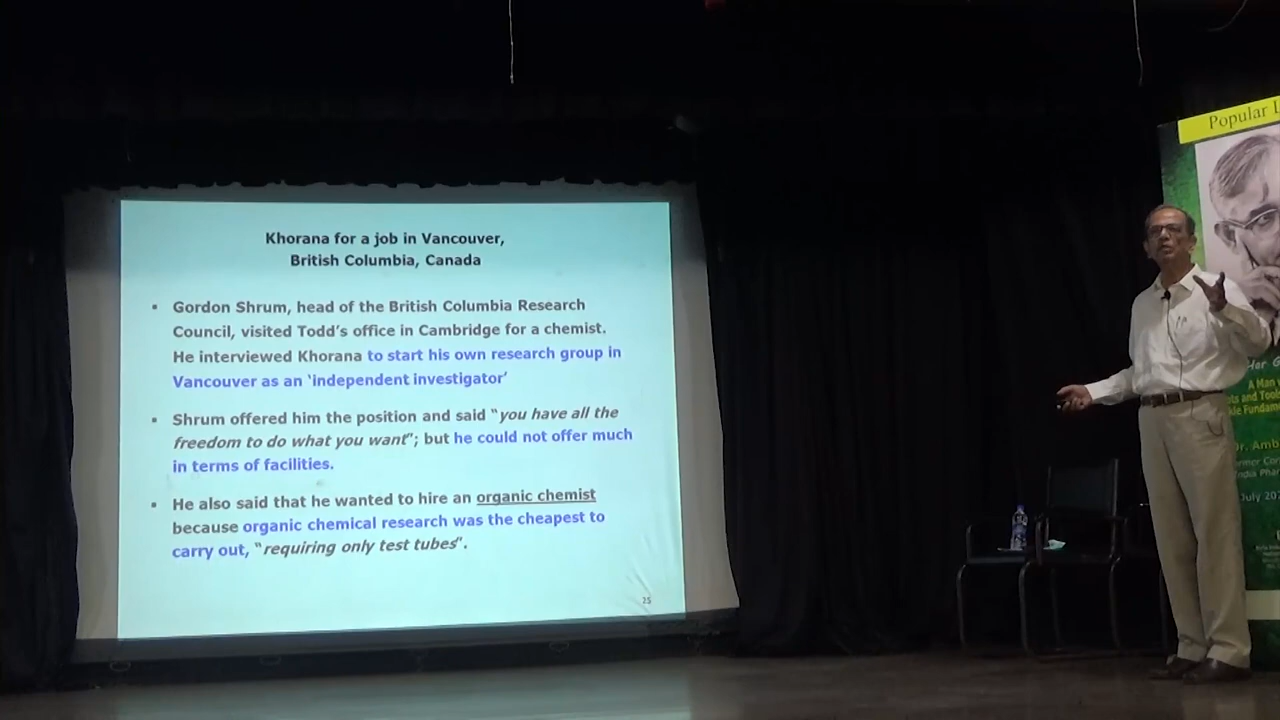 Khorana for a job in Vancouver,
British Columbia, Canada
▪ Gordon Shrum, head of the British Columbia Research
Council, visited Todd's office in Cambridge for a chemist.
He interviewed Khorana to start his own research group in
Vancouver as an 'independent investigator'
▪ Shrum offered him the position and said "you have all the
freedom to do what you want"; but he could not offer much
in terms of facilities.
▪ He also said that he wanted to hire an organic chemist
because organic chemical research was the cheapest to
carry out, "requiring only test tubes".
25
Popular
A Man
and Tools
Fundam
Dr. Amb
July 20